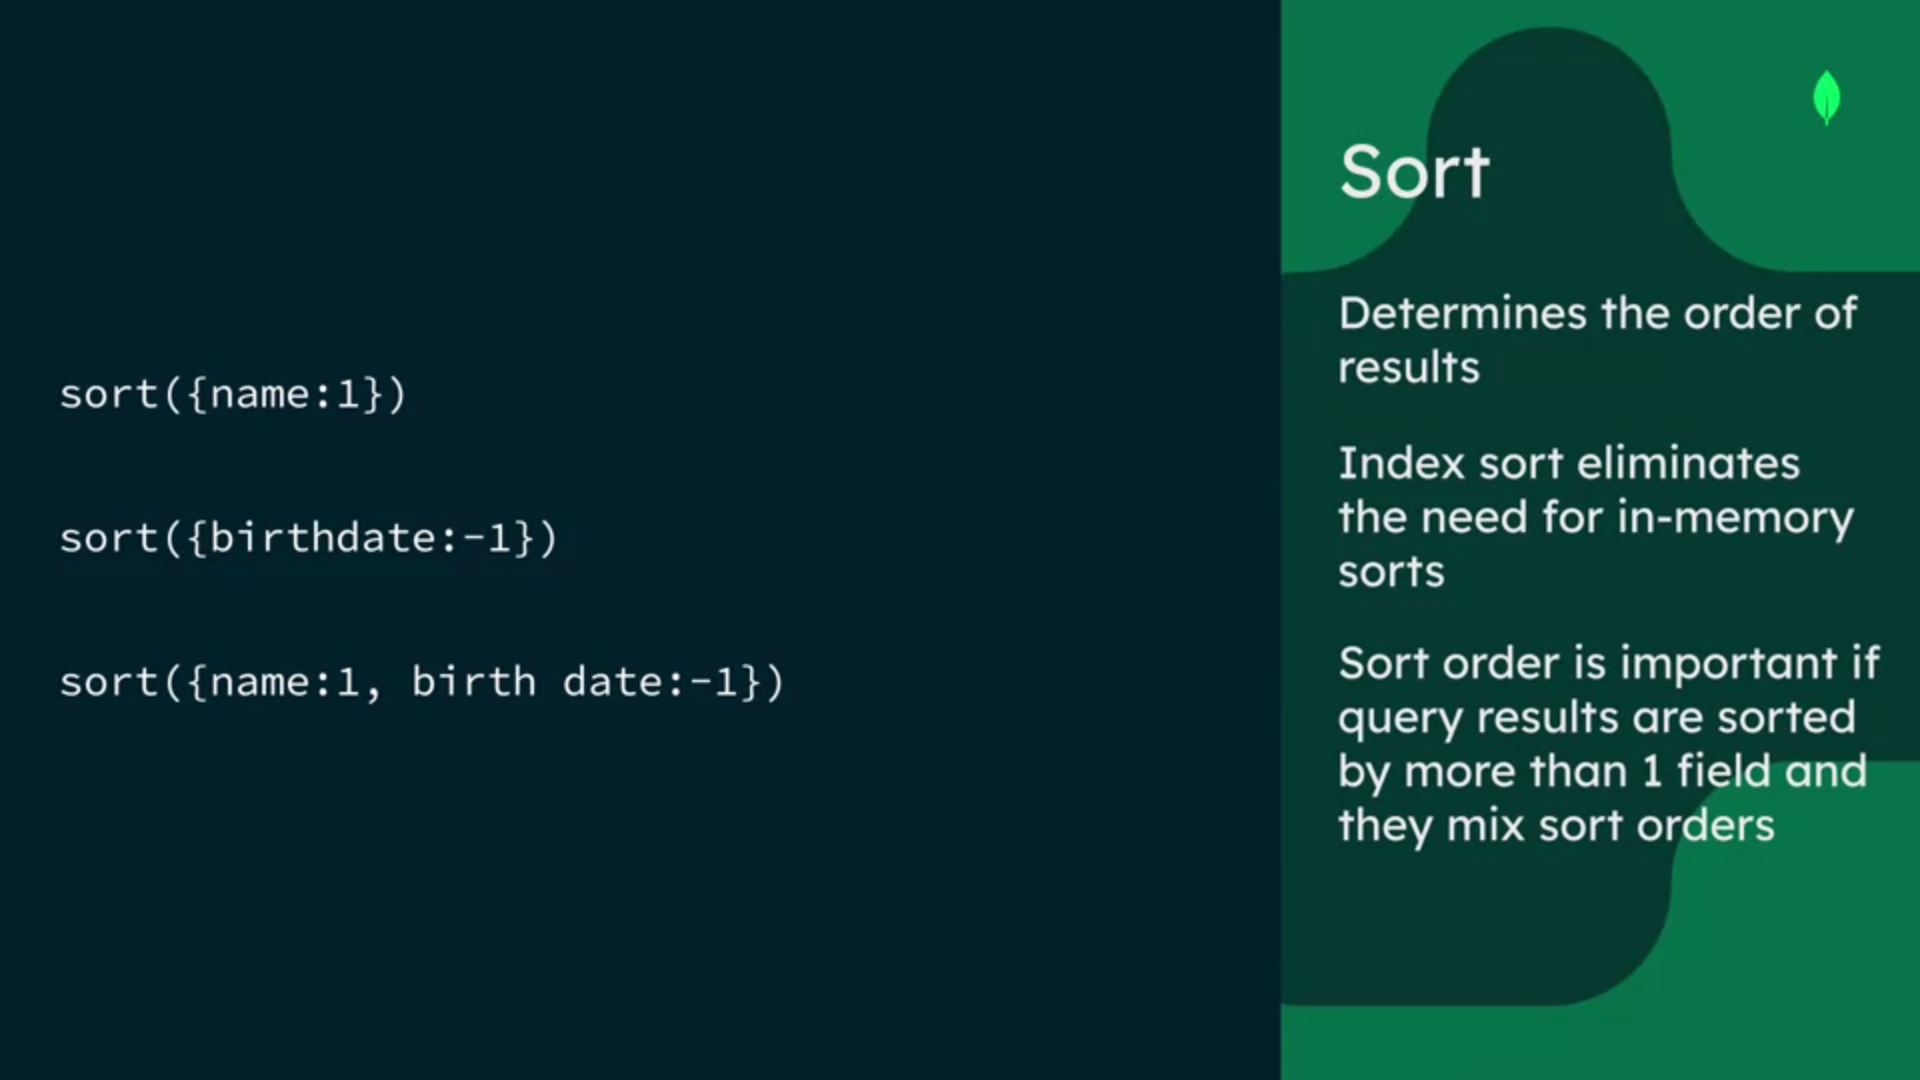 sort({name:1})
sort({birthdate:-1})
sort({name:1, birth date:-1})
Sort
Determines the order of
results
Index sort eliminates
the need for in-memory
sorts
Sort order is important if
query results are sorted
by more than 1 field and
they mix sort orders